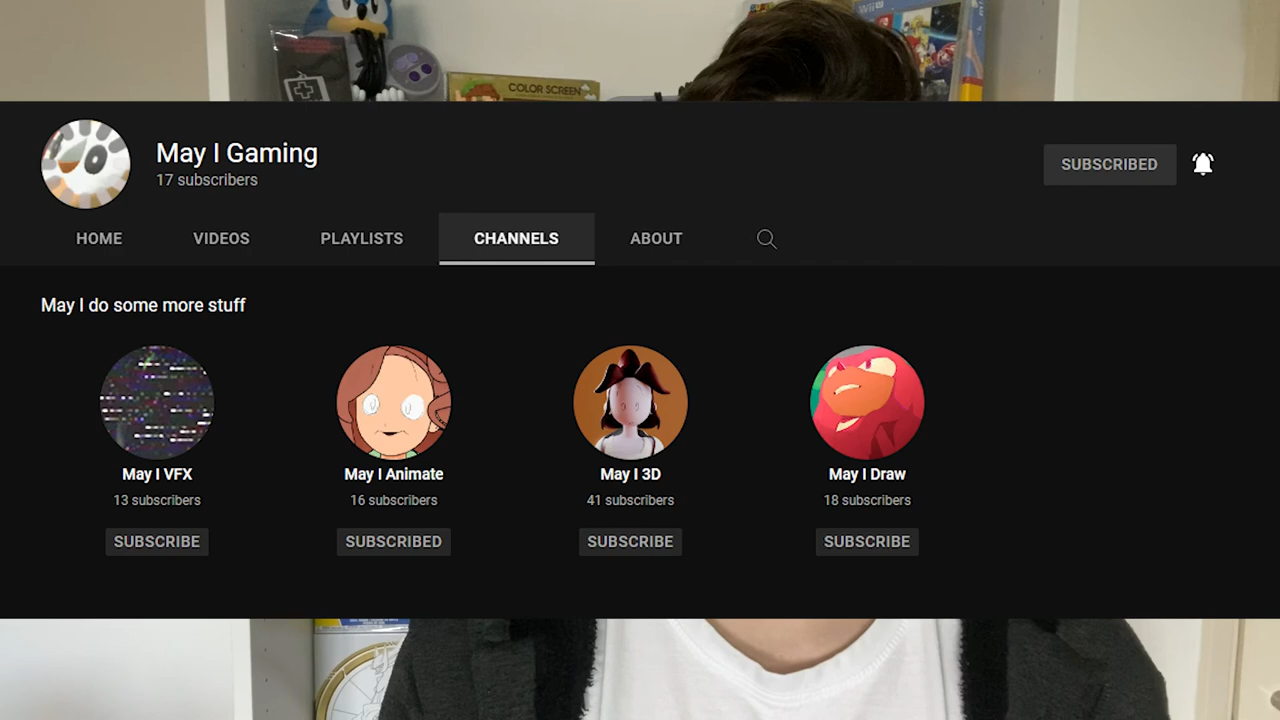 WiiU
COLOR SCREEN
May I Gaming
17 subscribers
SUBSCRIBED
HOME
VIDEOS
PLAYLISTS
CHANNELS
ABOUT
May I do some more stuff
May I VFX
May I Animate
May I 3D
May I Draw
13 subscribers
16 subscribers
41 subscribers
18 subscribers
SUBSCRIBE
SUBSCRIBED
SUBSCRIBE
SUBSCRIBE